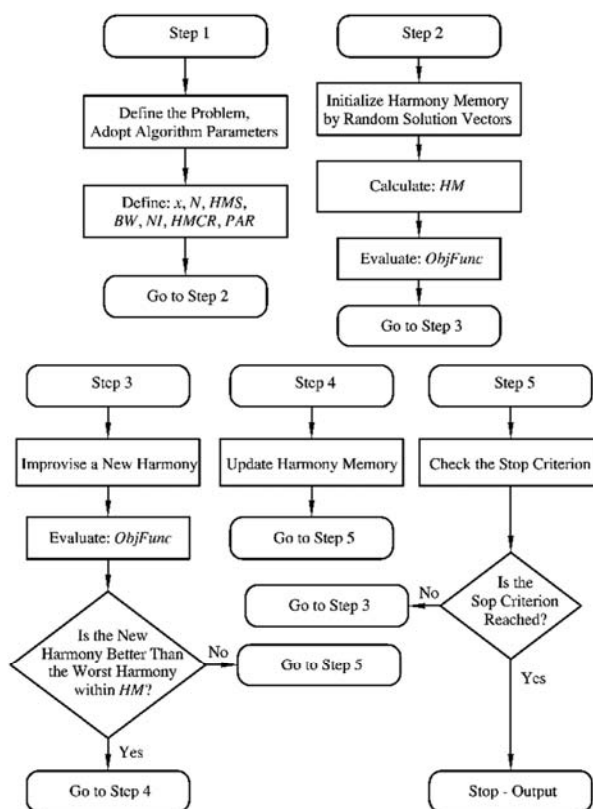 Step 1
Define the Problem,
Adopt Algorithm Parameters
Define: x, N, HMS,
BW, NI, HMCR, PAR
Go to Step 2
Step 2
Initialize Harmony Memory
by Random Solution Vectors
Calculate: HM
Evaluate: ObjFunc
Go to Step 3
Step 3
Improvise a New Harmony
Evaluate: ObjFunc
Is the New
Harmony Better Than
the Worst Harmony
within HM?
No
Go to Step 5
Yes
Go to Step 4
Step 4
Update Harmony Memory
Go to Step 5
Step 5
Check the Stop Criterion
Is the
Sop Criterion
Reached?
No
Go to Step 3
Yes
Stop - Output